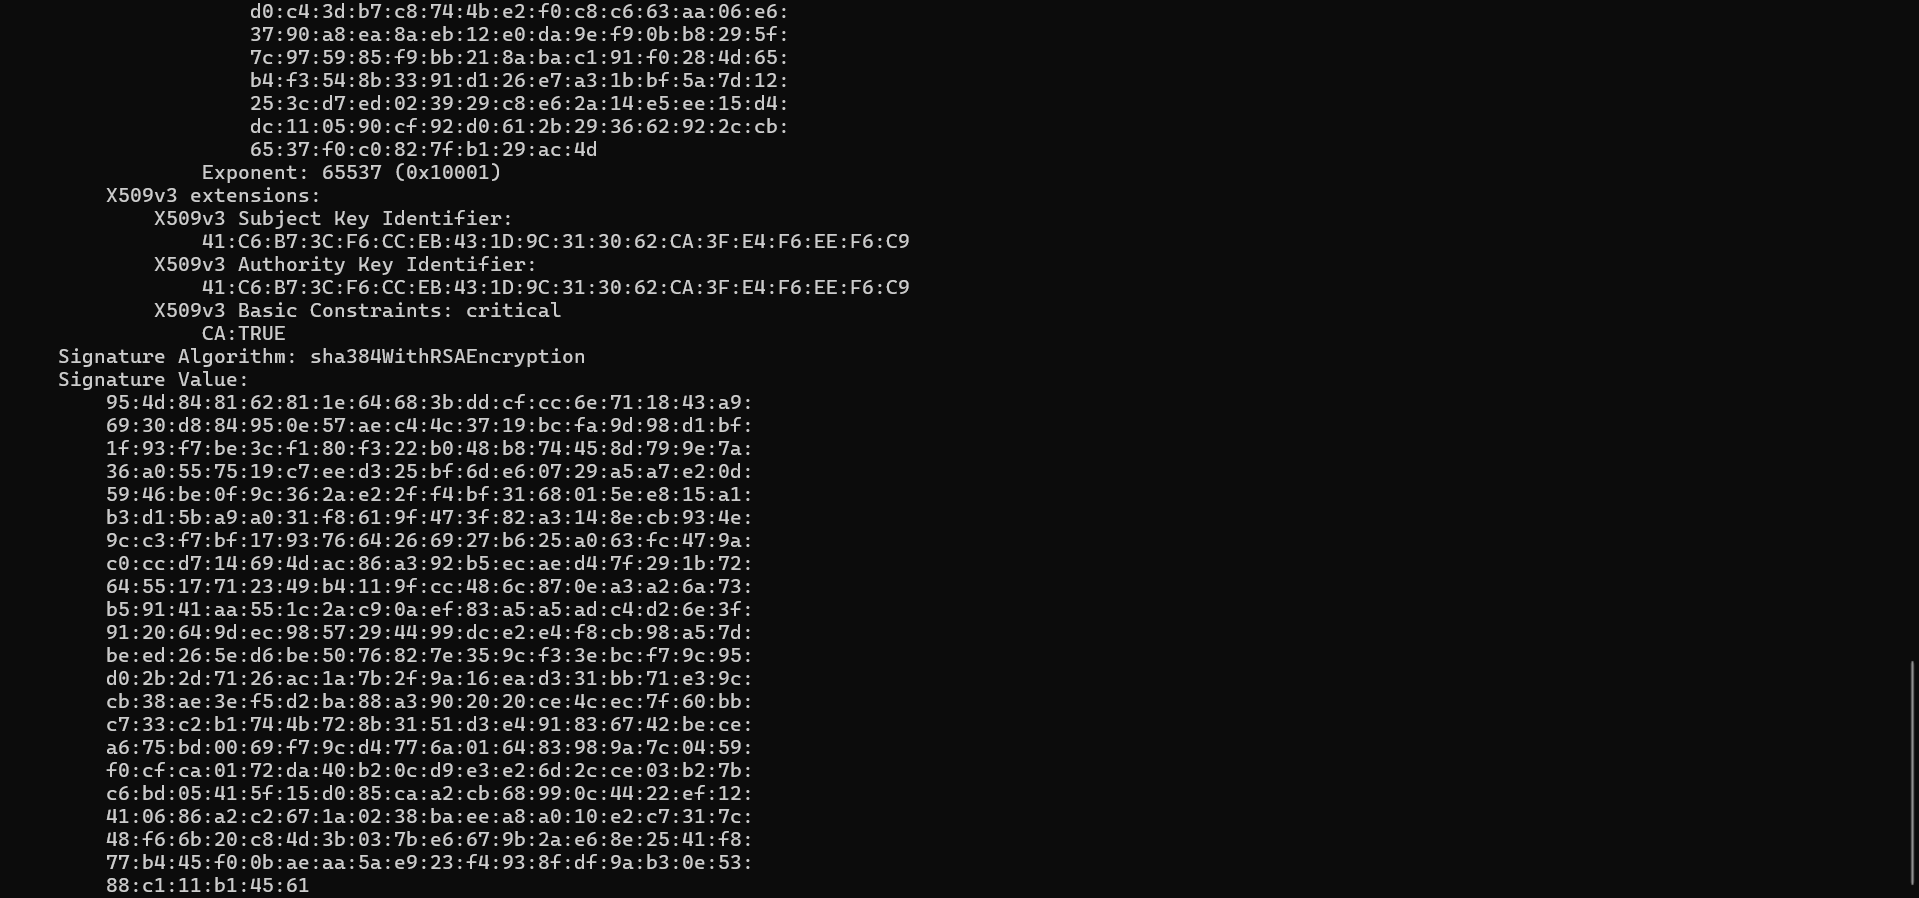 d0:c4:3d:b7:c8:74:4b:e2:f0:c8:c6:63:aa:06:e6:
37:90:a8:ea:8a:eb:12:e0:da:9e:f9:0b:b8:29:5f:
7c:97:59:85:f9:bb:21:8a:ba:c1:91:f0:28:4d:65:
b4:f3:54:8b:33:91:d1:26:e7:a3:1b:bf:5a:7d:12:
25:3c:d7:ed:02:39:29:c8:e6:2a:14:e5:ee:15:d4:
dc:11:05:90:cf:92:d0:61:2b:29:36:62:92:2c:cb:
65:37:f0:c0:82:7f:b1:29:ac:4d
Exponent: 65537 (0x10001)
X509v3 extensions:
X509v3 Subject Key Identifier:
41:C6:B7:3C:F6:CC:EB:43:1D:9C:31:30:62:CA:3F:E4:F6:EE:F6:C9
X509v3 Authority Key Identifier:
41:C6:B7:3C:F6:CC:EB:43:1D:9C:31:30:62:CA:3F:E4:F6:EE:F6:C9
X509v3 Basic Constraints: critical
CA:TRUE
Signature Algorithm: sha384WithRSAEncryption
Signature Value:
95:4d:84:81:62:81:1e:64:68:3b:dd:cf:cc:6e:71:18:43:a9:
69:30:d8:84:95:0e:57:ae:c4:4c:37:19:bc:fa:9d:98:d1:bf:
1f:93:f7:be:3c:f1:80:f3:22:b0:48:b8:74:45:8d:79:9e:7a:
36:a0:55:75:19:c7:ee:d3:25:bf:6d:e6:07:29:a5:a7:e2:0d:
59:46:be:0f:9c:36:2a:e2:2f:f4:bf:31:68:01:5e:e8:15:a1:
b3:d1:5b:a9:a0:31:f8:61:9f:47:3f:82:a3:14:8e:cb:93:4e:
9c:c3:f7:bf:17:93:76:64:26:69:27:b6:25:a0:63:fc:47:9a:
c0:cc:d7:14:69:4d:ac:86:a3:92:b5:ec:ae:d4:7f:29:1b:72:
64:55:17:71:23:49:b4:11:9f:cc:48:6c:87:0e:a3:a2:6a:73:
b5:91:41:aa:55:1c:2a:c9:0a:ef:83:a5:a5:ad:c4:d2:6e:3f:
91:20:64:9d:ec:98:57:29:44:99:dc:e2:e4:f8:cb:98:a5:7d:
be:ed:26:5e:d6:be:50:76:82:7e:35:9c:f3:3e:bc:f7:9c:95:
d0:2b:2d:71:26:ac:1a:7b:2f:9a:16:ea:d3:31:bb:71:e3:9c:
cb:38:ae:3e:f5:d2:ba:88:a3:90:20:20:ce:4c:ec:7f:60:bb:
c7:33:c2:b1:74:4b:72:8b:31:51:d3:e4:91:83:67:42:be:ce:
a6:75:bd:00:69:f7:9c:d4:77:6a:01:64:83:98:9a:7c:04:59:
f0:cf:ca:01:72:da:40:b2:0c:d9:e3:e2:6d:2c:ce:03:b2:7b:
c6:bd:05:41:5f:15:d0:85:ca:a2:cb:68:99:0c:44:22:ef:12:
41:06:86:a2:c2:67:1a:02:38:ba:ee:a8:a0:10:e2:c7:31:7c:
48:f6:6b:20:c8:4d:3b:03:7b:e6:67:9b:2a:e6:8e:25:41:f8:
77:b4:45:f0:0b:ae:aa:5a:e9:23:f4:93:8f:df:9a:b3:0e:53:
88:c1:11:b1:45:61